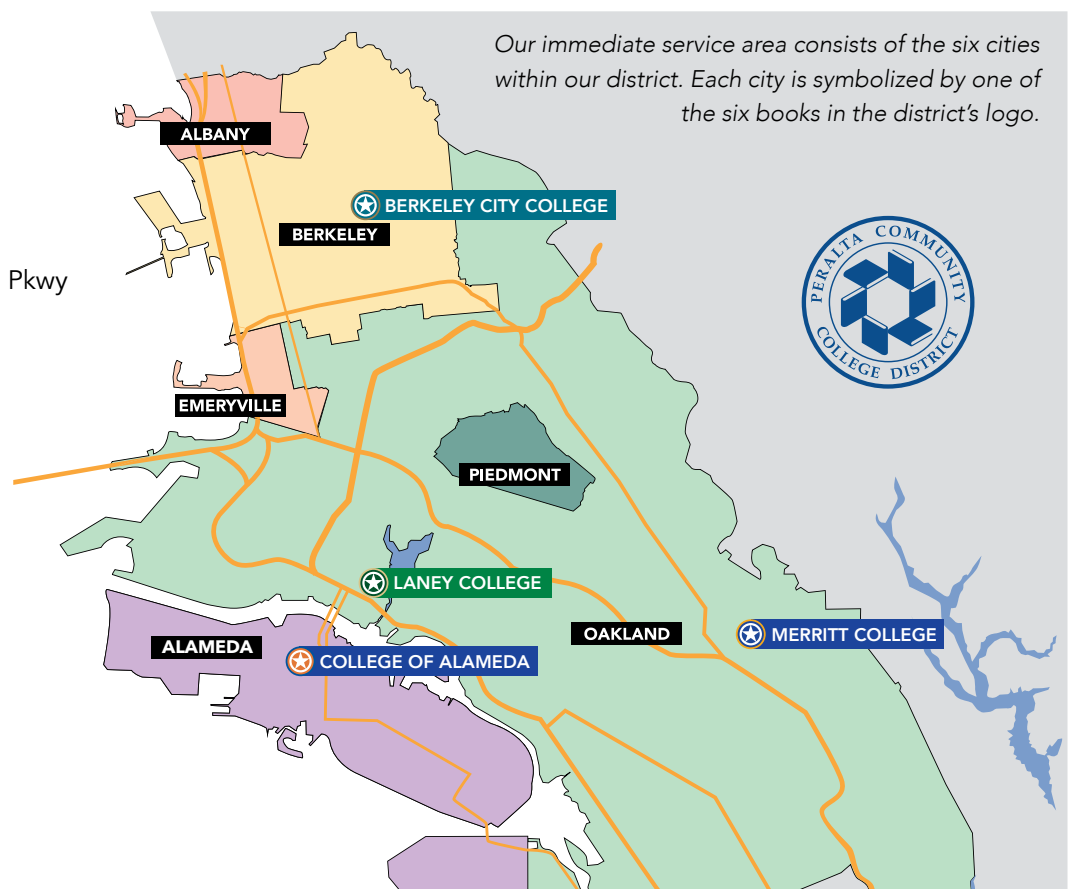 Our immediate service area consists of the six cities
within our district. Each city is symbolized by one of
the six books in the district's logo.
ALBANY
BERKELEY CITY COLLEGE
BERKELEY
PERALTA COMMUNITY
COLLEGE DISTRICT
Pkwy
EMERYVILLE
PIEDMONT
LANEY COLLEGE
OAKLAND
MERRITT COLLEGE
ALAMEDA
COLLEGE OF ALAMEDA